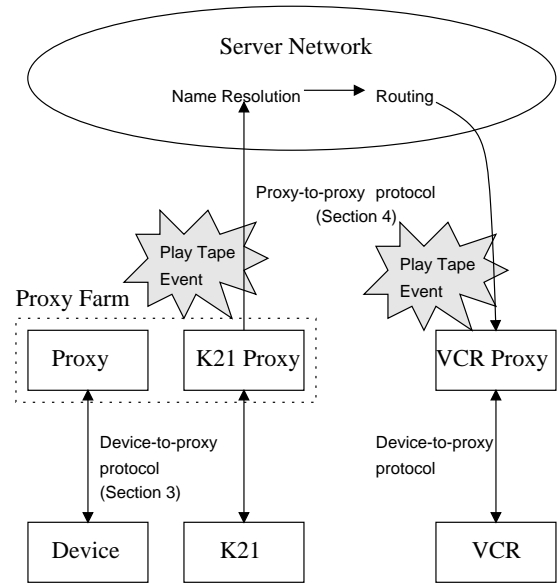 Server Network
Name Resolution
Routing
Proxy-to-proxy protocol
(Section 4)
Play Tape
Event
Play Tape
Event
Proxy Farm
Proxy
K21 Proxy
VCR Proxy
Device-to-proxy
protocol
(Section 3)
Device-to-proxy
protocol
Device
K21
VCR